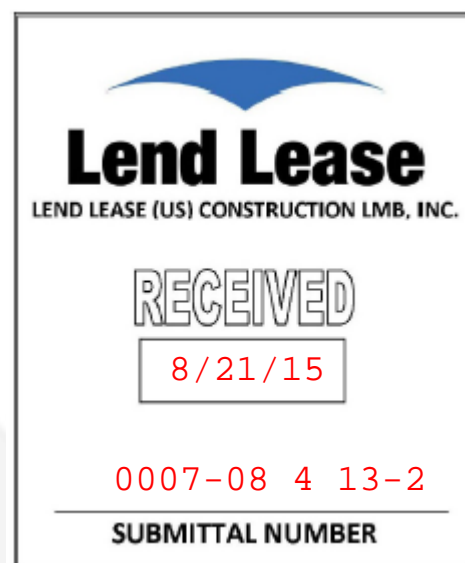 Lend Lease
LEND LEASE (US) CONSTRUCTION LMB, INC.
RECEIVED
8/21/15
0007-08 4 13-2
SUBMITTAL NUMBER